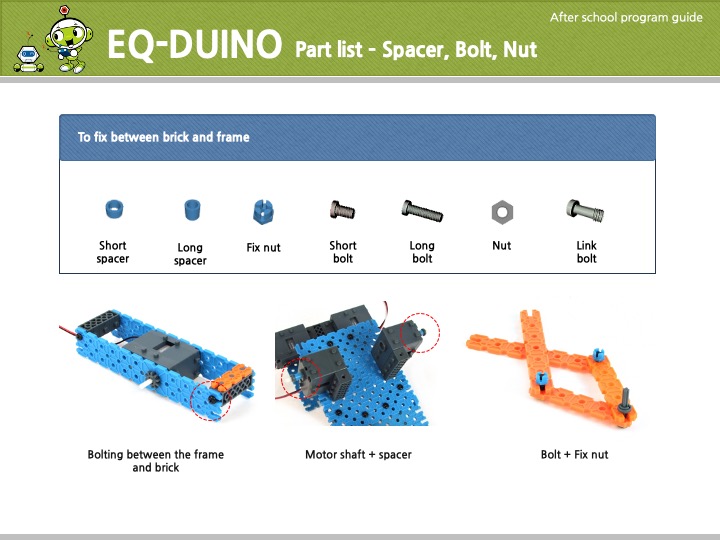 After school program guide
EQ-DUINO Part list - Spacer, Bolt, Nut
To fix between brick and frame
Short
spacer
Long
spacer
Fix nut
Short
bolt
Long
bolt
Nut
Link
bolt
Bolting between the frame
and brick
Motor shaft + spacer
Bolt + Fix nut